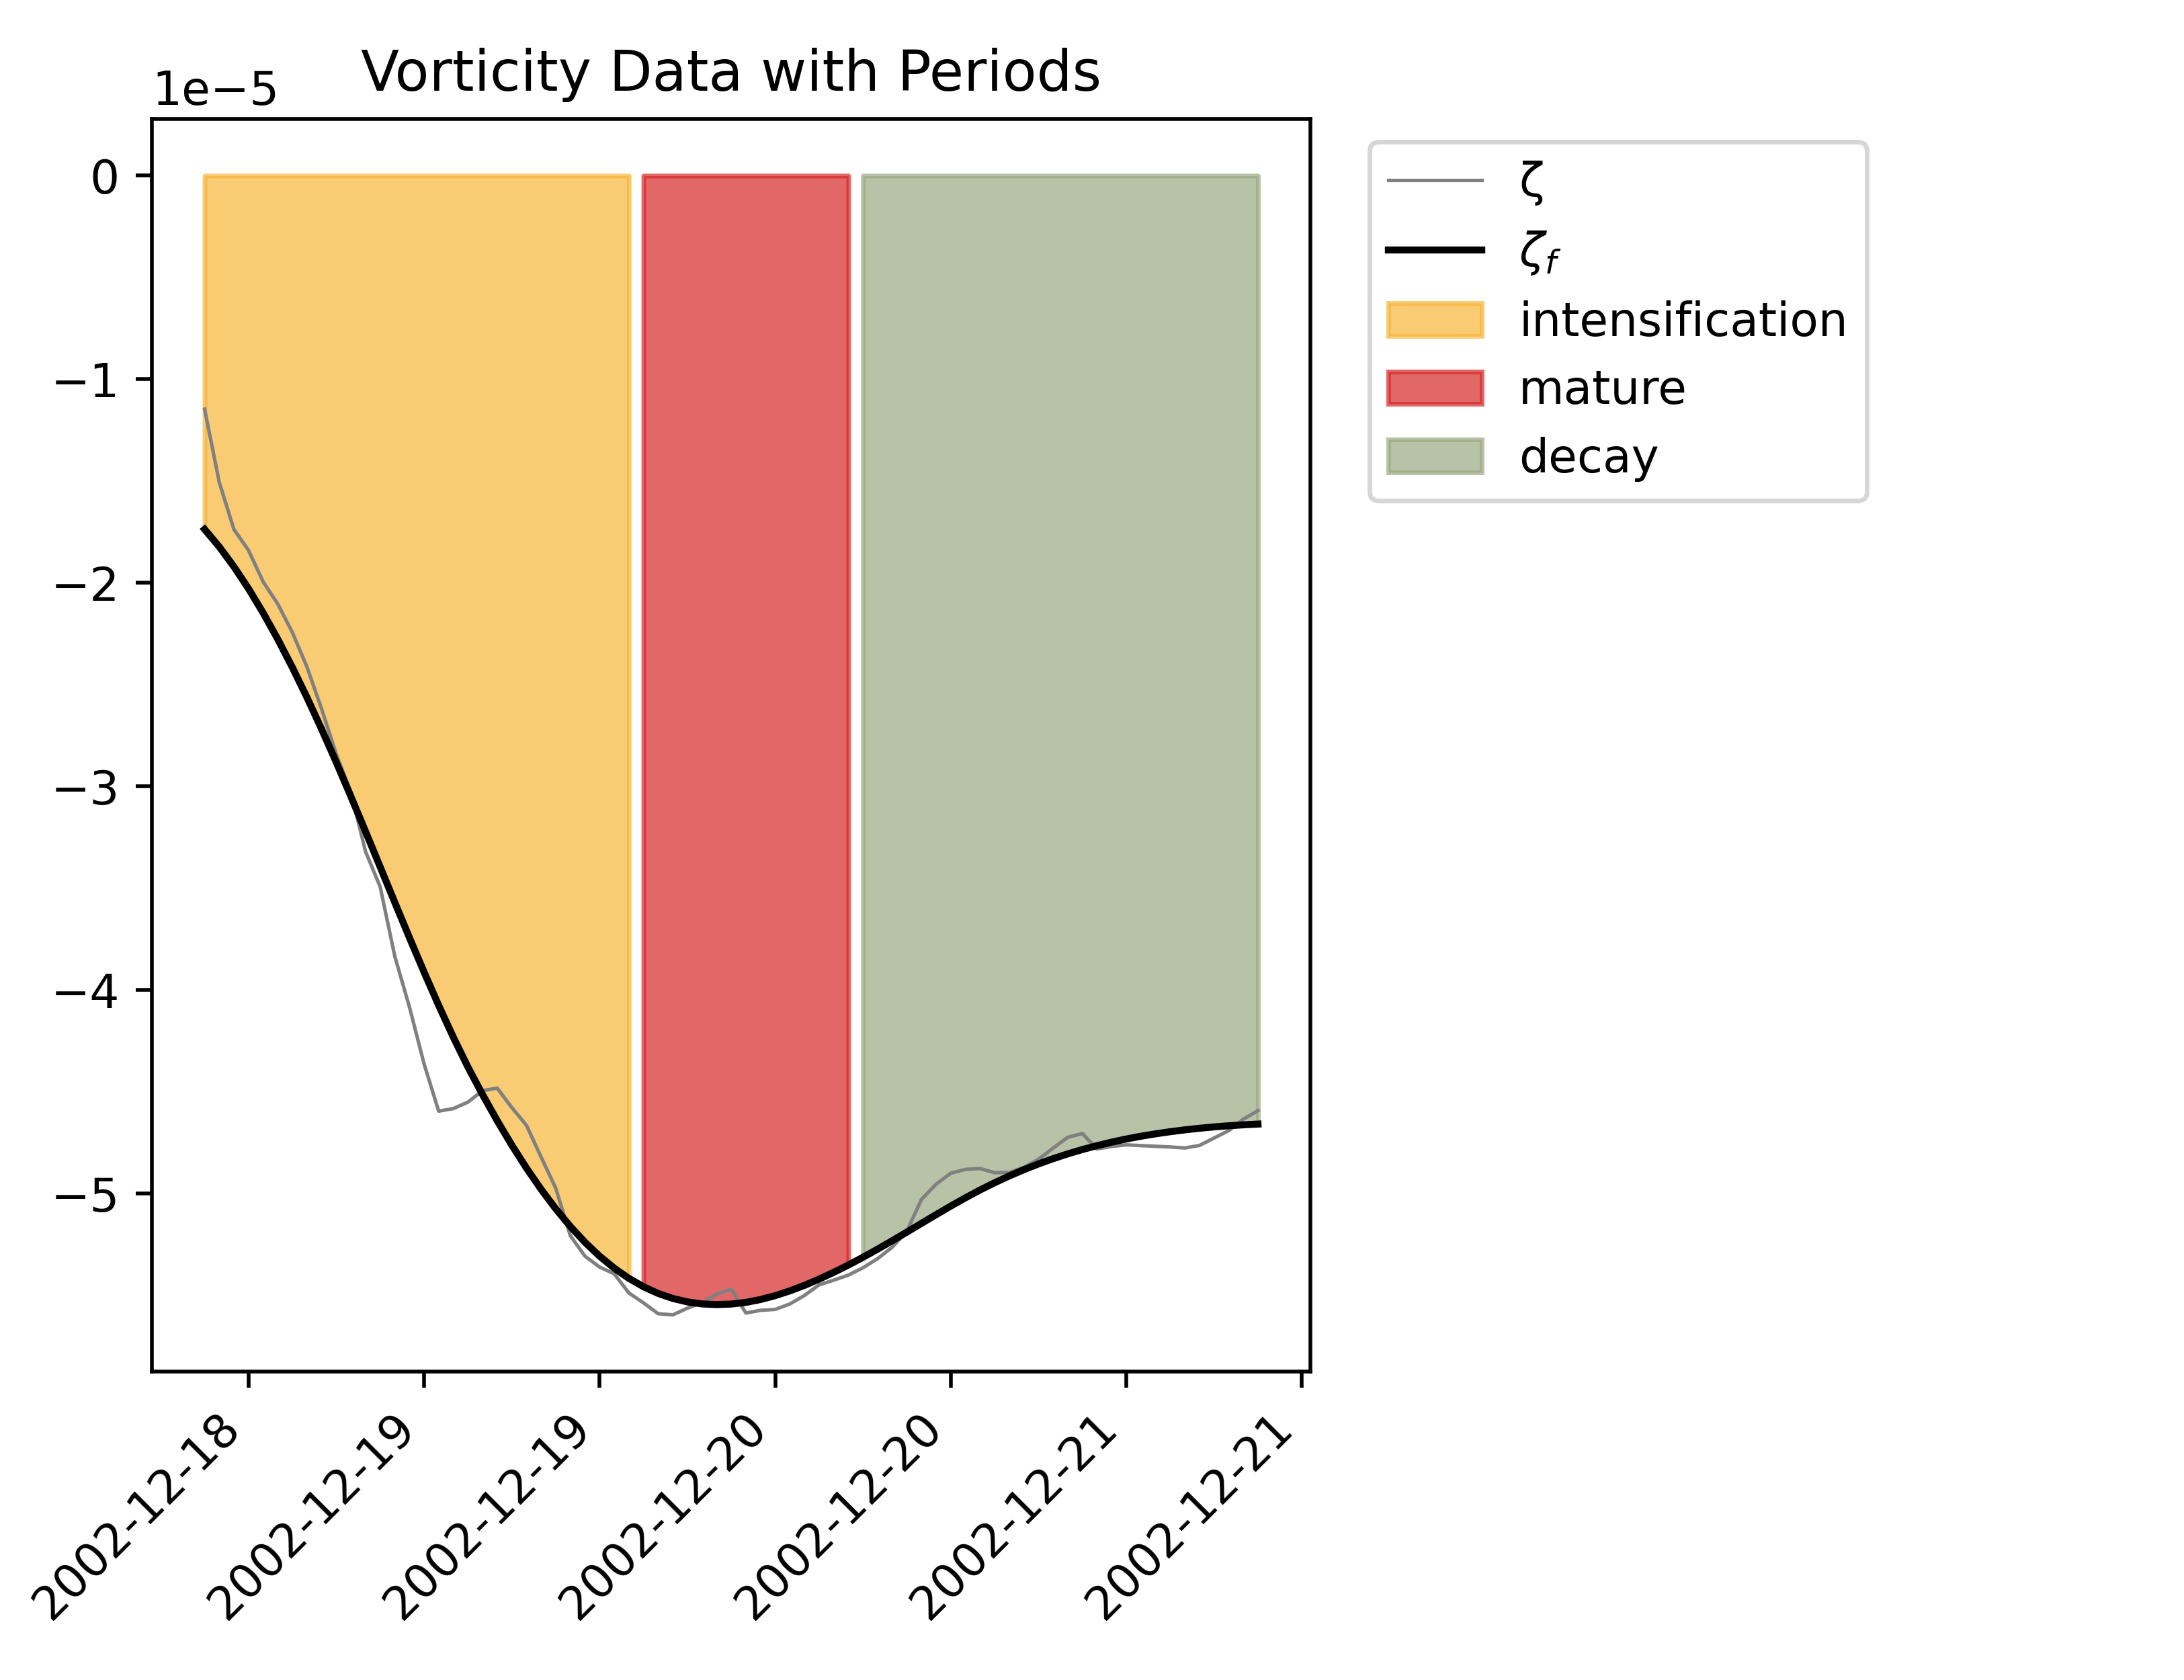 Vorticity Data with Periods
1e−5
0
−1
−2
−3
−4
−5
2002-12-18
2002-12-19
2002-12-19
2002-12-20
2002-12-20
2002-12-21
2002-12-21
ζ
ζf
intensification
mature
decay